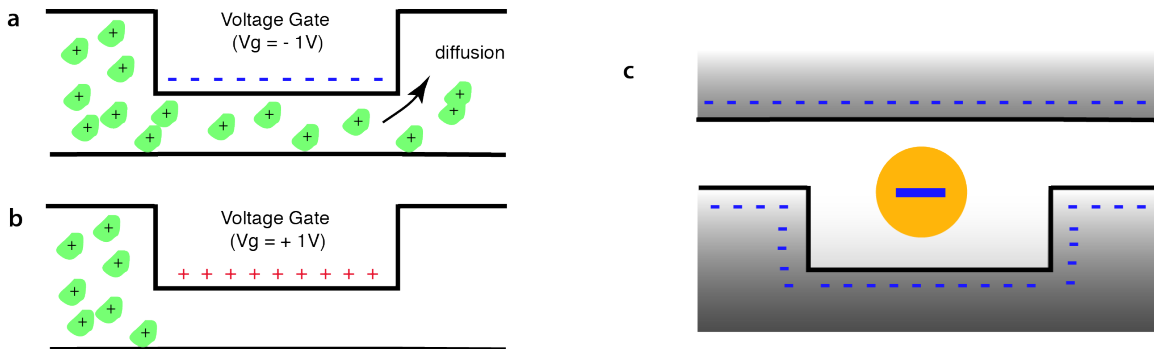 a
Voltage Gate
(Vg = - 1V)
diffusion
b
Voltage Gate
(Vg = + 1V)
c